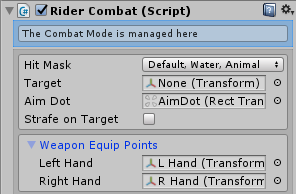 Rider Combat (Script)
The Combat Mode is managed here
Hit Mask Default, Water, Animal
Target None (Transform)
Aim Dot AimDot (Rect Tran
Strafe on Target
Weapon Equip Points
Left Hand L Hand (Transform
Right Hand R Hand (Transform